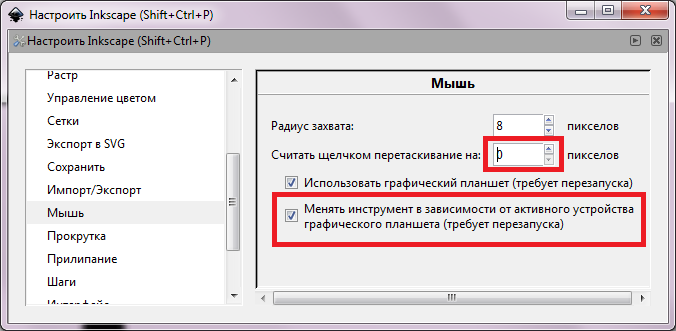 Настроить Inkscape (Shift+Ctrl+P)
Настроить Inkscape (Shift+Ctrl+P)
Растр
Управление цветом
Сетки
Экспорт в SVG
Сохранить
Импорт/Экспорт
Мышь
Прокрутка
Прилипание
Шаги
Интерфейс
Мышь
Радиус захвата: 8 пикселов
Считать щелчком перетаскивание на: 0 пикселов
Использовать графический планшет (требует перезапуска)
Менять инструмент в зависимости от активного устройства
графического планшета (требует перезапуска)